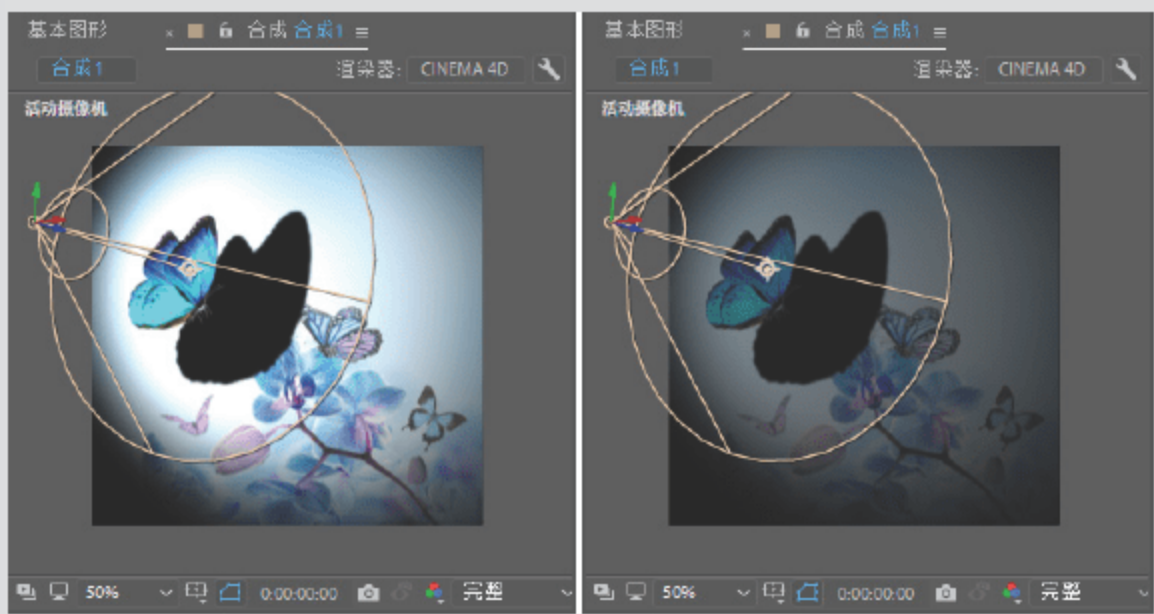 基本图形 × 合成 合成1 ≡
合成1 渲染器: CINEMA 4D
活动摄像机
50% 0:00:00:00 完整
基本图形 × 合成 合成1 ≡
合成1 渲染器: CINEMA 4D
活动摄像机
50% 0:00:00:00 完整